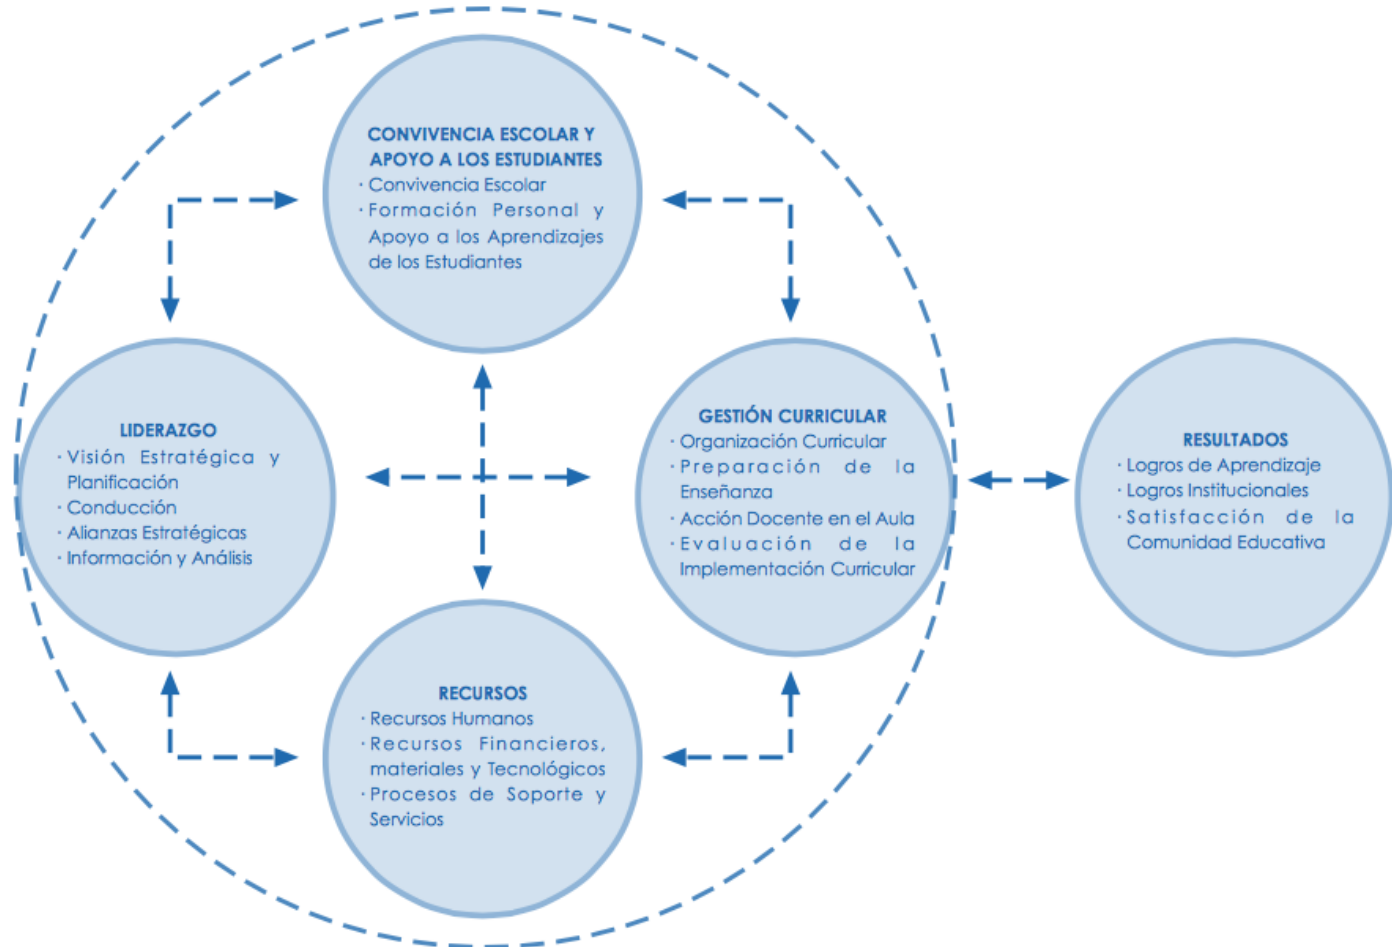 CONVIVENCIA ESCOLAR Y
APOYO A LOS ESTUDIANTES
· Convivencia Escolar
· Formación Personal y
Apoyo a los Aprendizajes
de los Estudiantes
LIDERAZGO
· Visión Estratégica y
Planificación
· Conducción
· Alianzas Estratégicas
· Información y Análisis
GESTIÓN CURRICULAR
· Organización Curricular
· Preparación de la
Enseñanza
· Acción Docente en el Aula
· Evaluación de la
Implementación Curricular
RESULTADOS
· Logros de Aprendizaje
· Logros Institucionales
· Satisfacción de la
Comunidad Educativa
RECURSOS
· Recursos Humanos
· Recursos Financieros,
materiales y Tecnológicos
· Procesos de Soporte y
Servicios